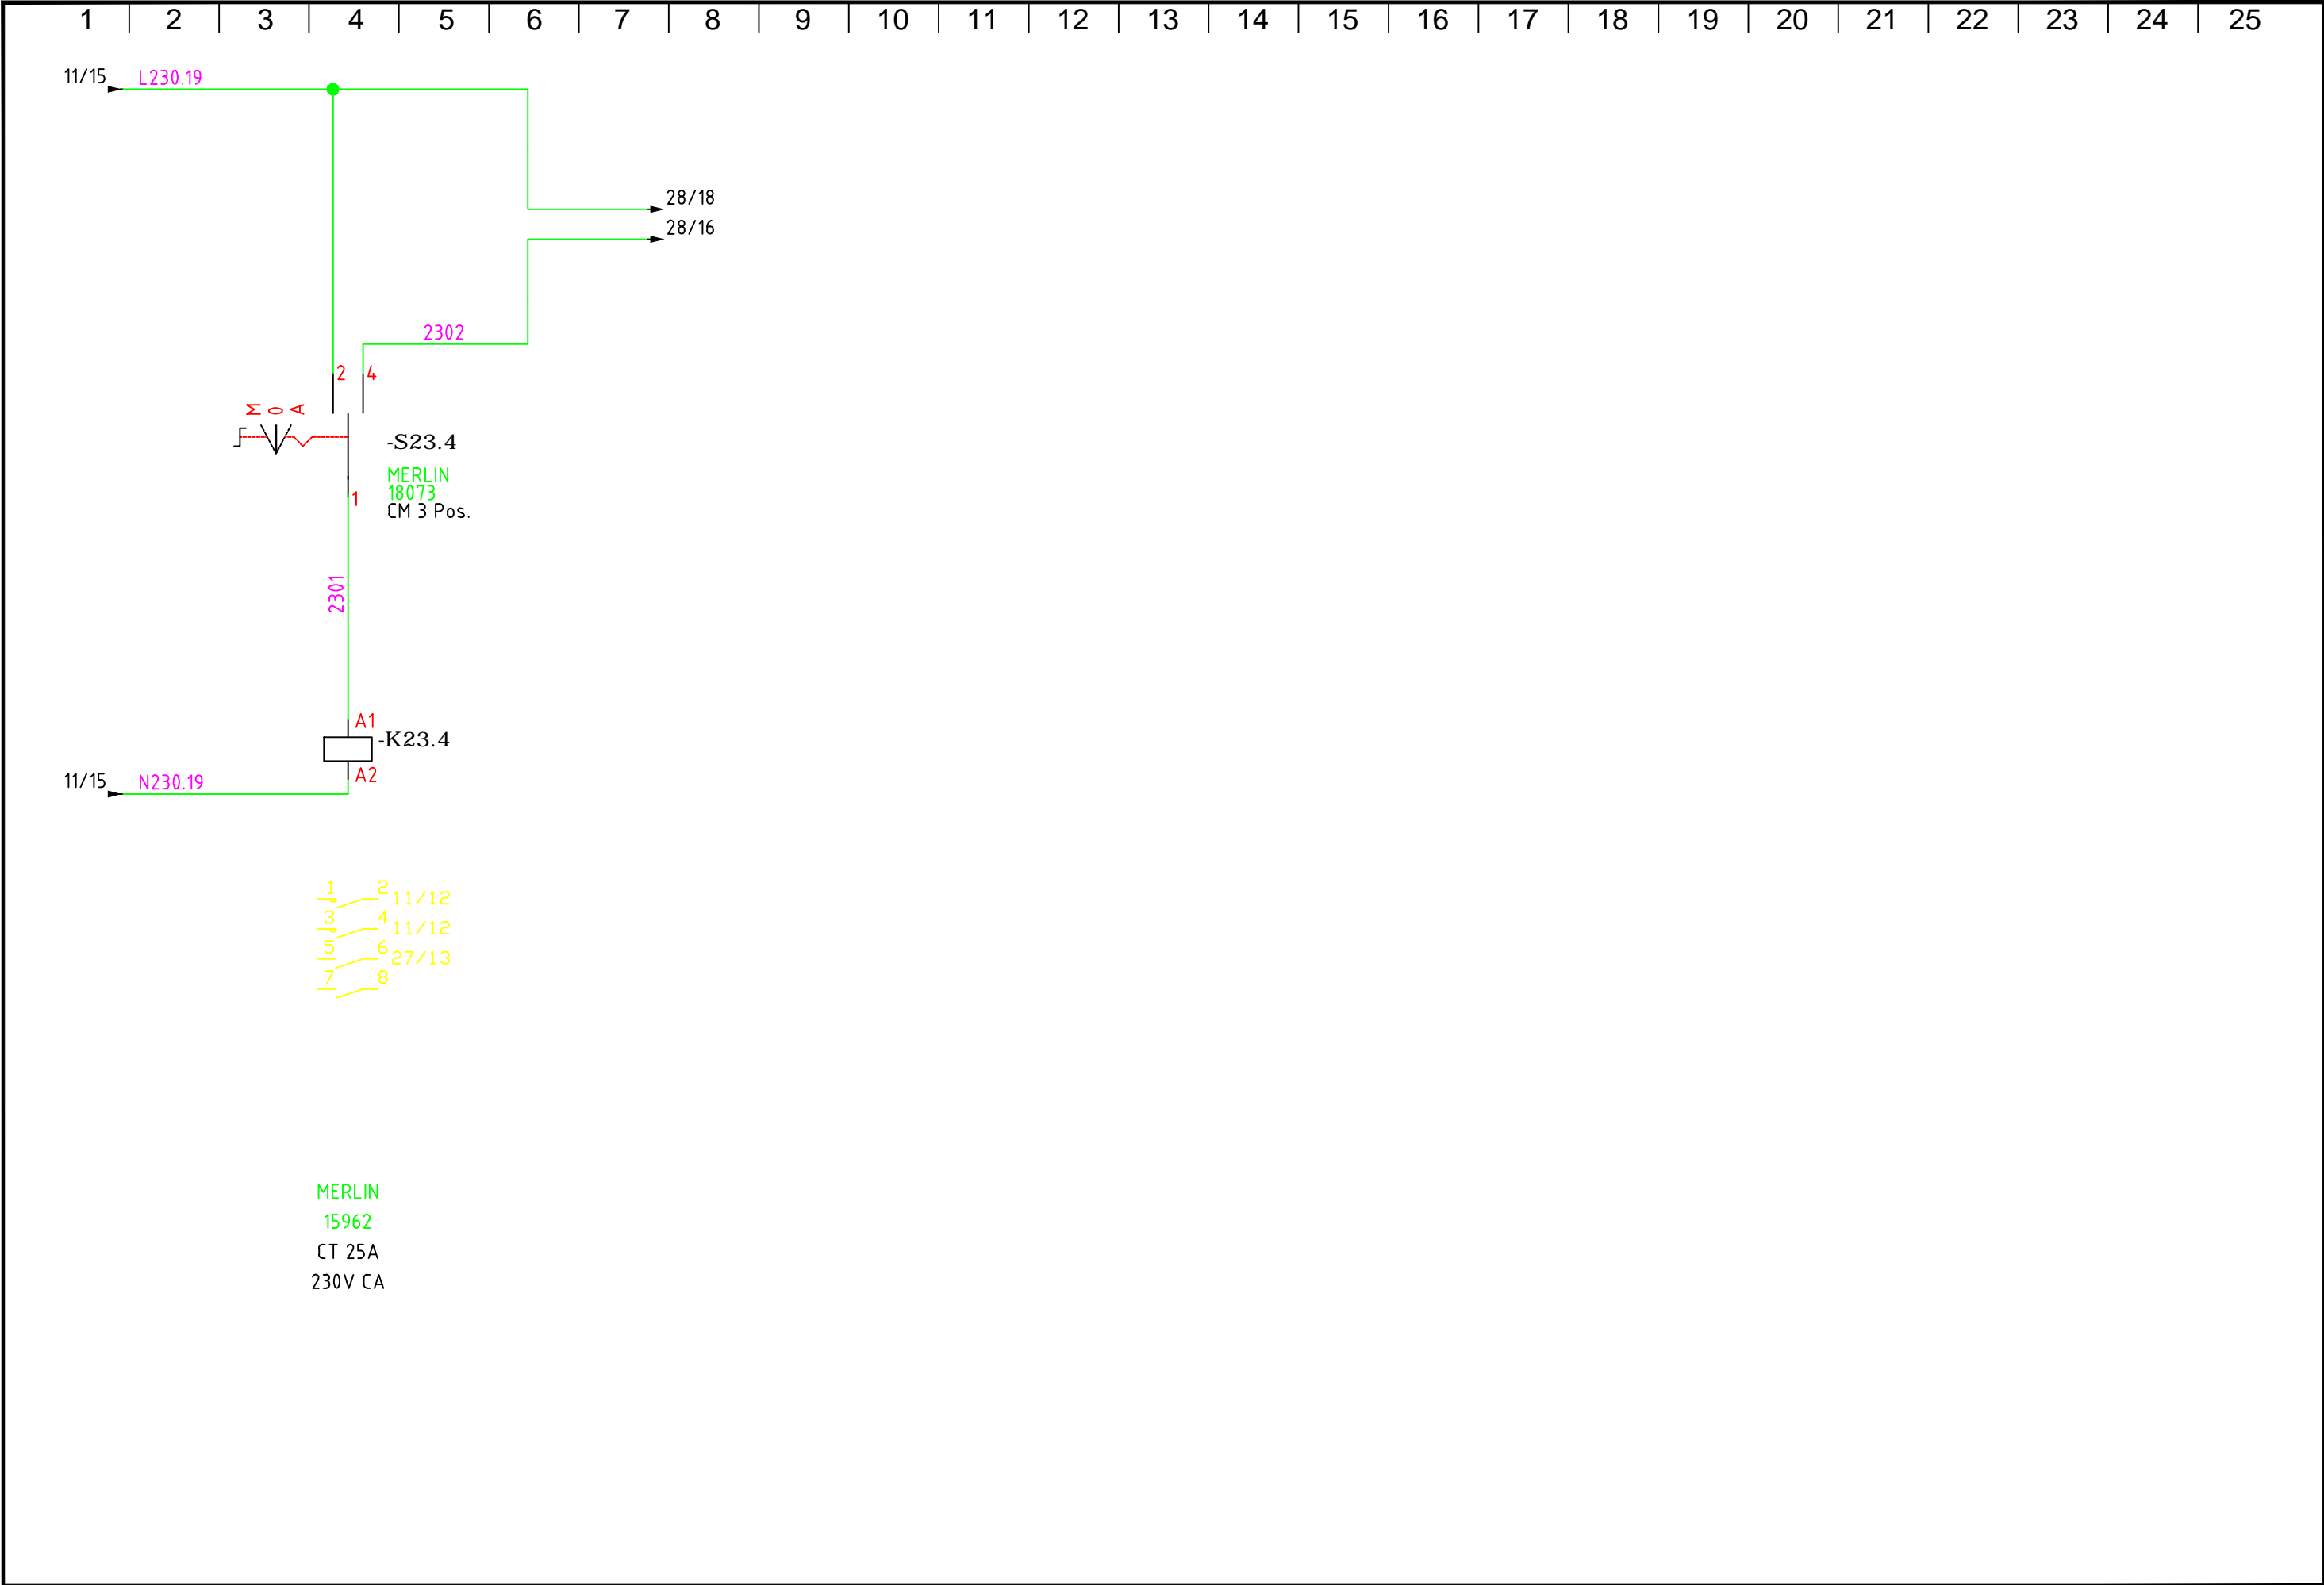 1 2 3 4 5 6 7 8 9 10 11 12 13 14 15 16 17 18 19 20 21 22 23 24 25
11/15 L230.19
28/18
28/16
2302
2 4
M 0 A
-S23.4
MERLIN
18073
CM 3 Pos.
1
2301
A1
-K23.4
A2
11/15 N230.19
1 2 11/12
3 4 11/12
5 6 27/13
7 8
MERLIN
15962
CT 25A
230V CA